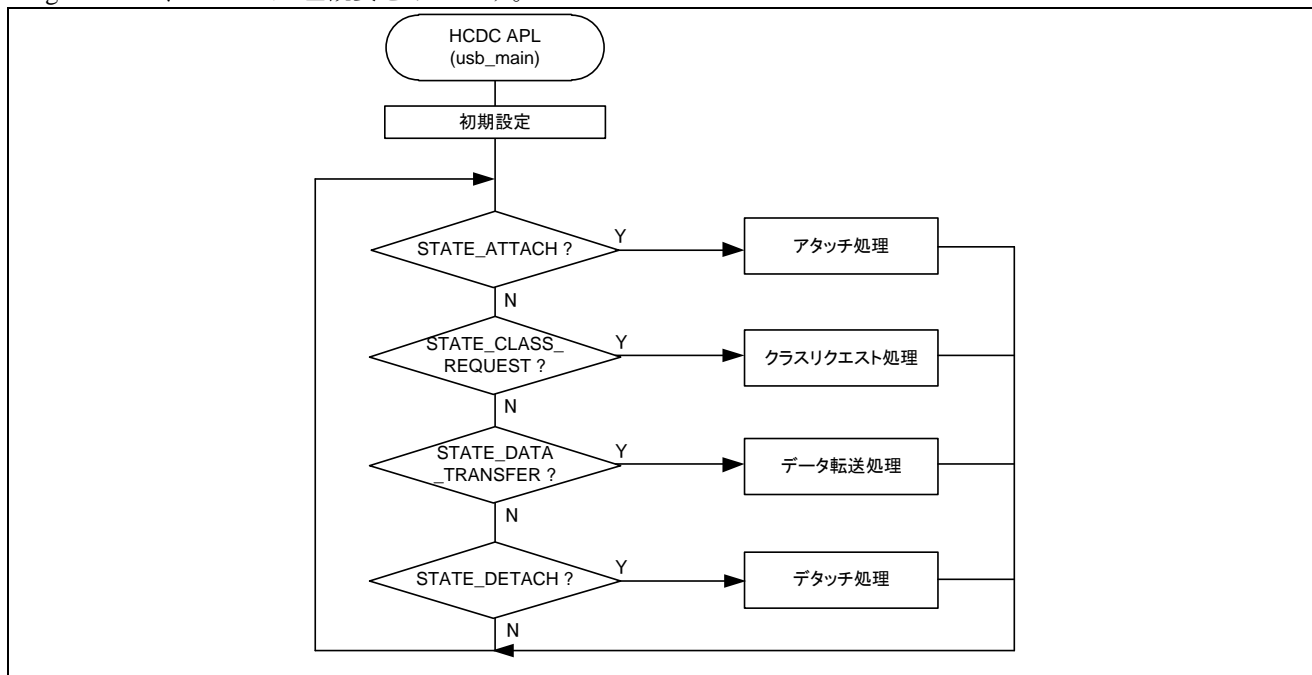 HCDC APL
(usb_main)
初期設定
STATE_ATTACH ?
Y
アタッチ処理
N
STATE_CLASS_
REQUEST ?
Y
クラスリクエスト処理
N
STATE_DATA
_TRANSFER ?
Y
データ転送処理
N
STATE_DETACH ?
Y
デタッチ処理
N